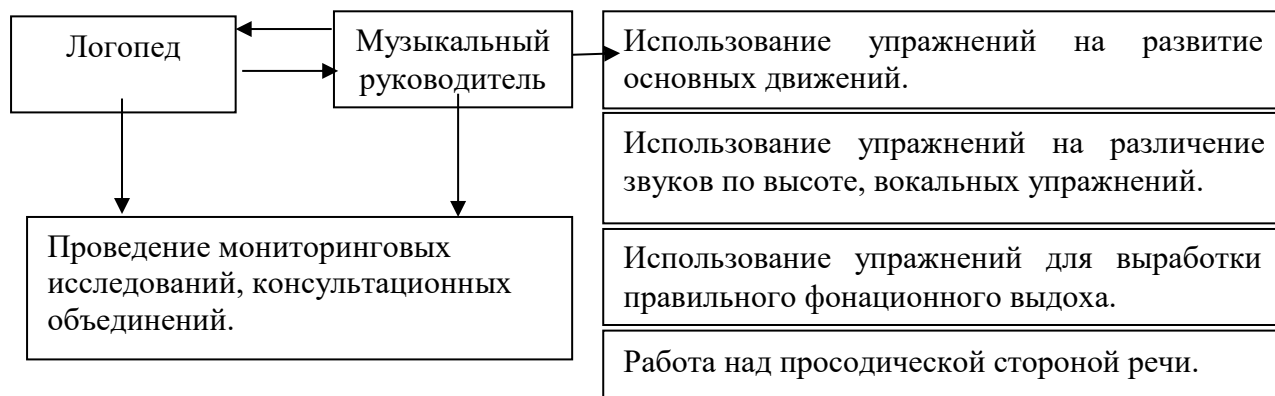 Логопед
Музыкальный
руководитель
Использование упражнений на развитие
основных движений.
Использование упражнений на различение
звуков по высоте, вокальных упражнений.
Проведение мониторинговых
исследований, консультационных
объединений.
Использование упражнений для выработки
правильного фонационного выдоха.
Работа над просодической стороной речи.